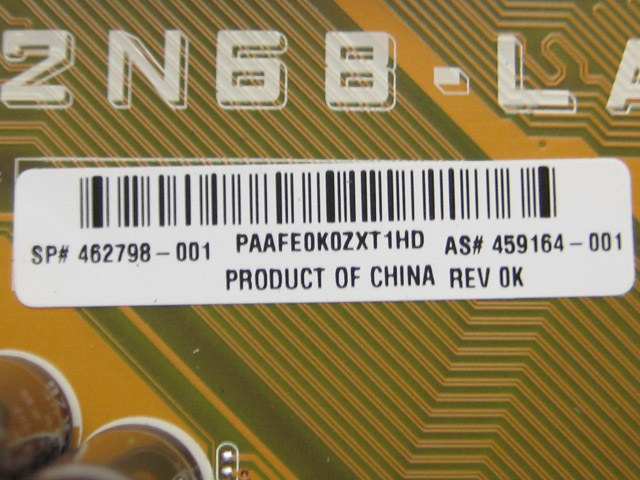 2N68-LA
SP# 462798-001 PAAFE0K0ZXT1HD AS# 459164-001
PRODUCT OF CHINA REV 0K